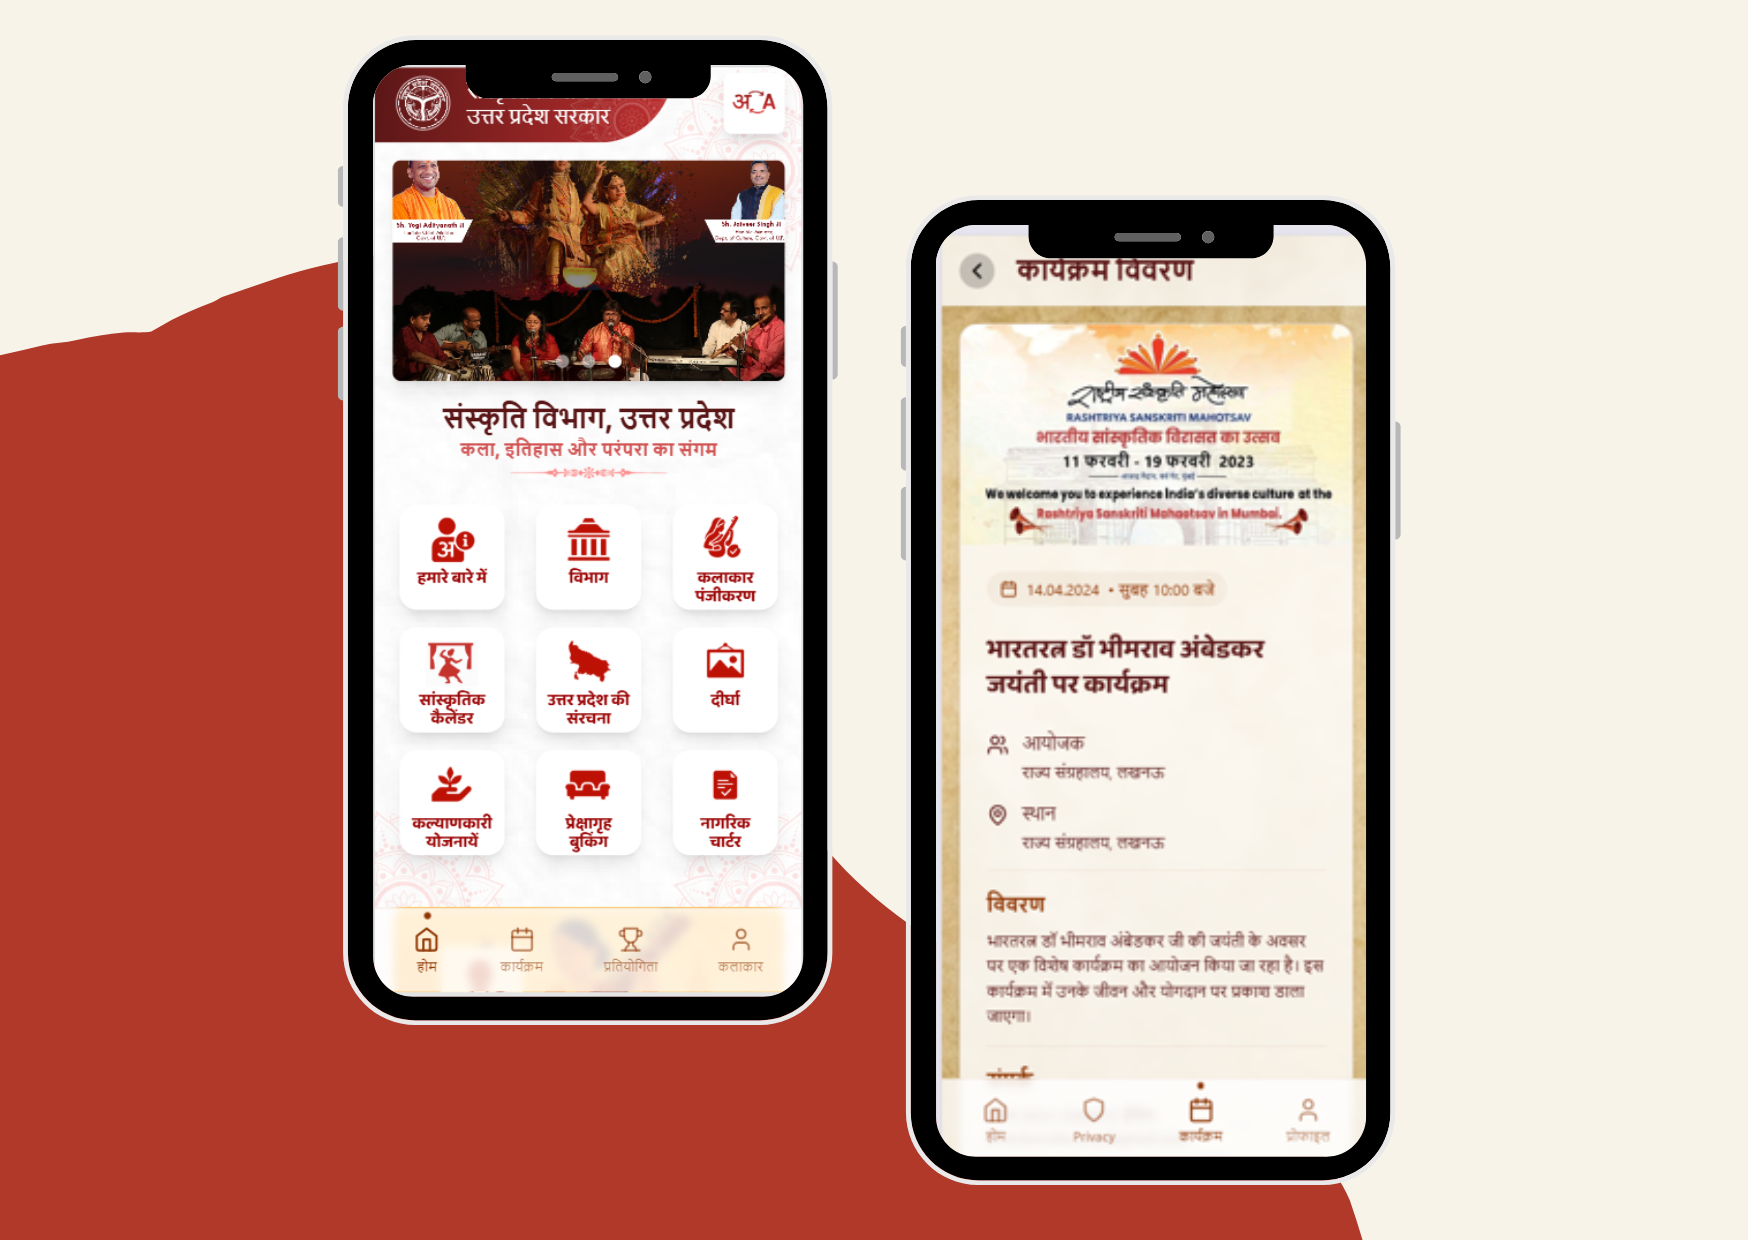 उत्तर प्रदेश सरकार
अ A
Sh. Yogi Adityanath Ji
Sh. Jaiveer Singh Ji
संस्कृति विभाग, उत्तर प्रदेश
कला, इतिहास और परंपरा का संगम
हमारे बारे में
विभाग
कलाकार
पंजीकरण
सांस्कृतिक
कैलेंडर
उत्तर प्रदेश की
संरचना
दीर्घा
कल्याणकारी
योजनायें
प्रेक्षागृह
बुकिंग
नागरिक
चार्टर
होम
कार्यक्रम
प्रतियोगिता
कलाकार
कार्यक्रम विवरण
राष्ट्रीय संस्कृति महोत्सव
RASHTRIYA SANSKRITI MAHOTSAV
भारतीय सांस्कृतिक विरासत का उत्सव
11 फरवरी - 19 फरवरी 2023
We welcome you to experience India's diverse culture at the
Rashtriya Sanskriti Mahaotsav in Mumbai.
14.04.2024 • सुबह 10:00 बजे
भारतरत्न डॉ भीमराव अंबेडकर
जयंती पर कार्यक्रम
आयोजक
राज्य संग्रहालय, लखनऊ
स्थान
राज्य संग्रहालय, लखनऊ
विवरण
भारतरत्न डॉ भीमराव अंबेडकर जी की जयंती के अवसर
पर एक विशेष कार्यक्रम का आयोजन किया जा रहा है। इस
कार्यक्रम में उनके जीवन और योगदान पर प्रकाश डाला
जाएगा।
होम
Privacy
कार्यक्रम
प्रोफाइल